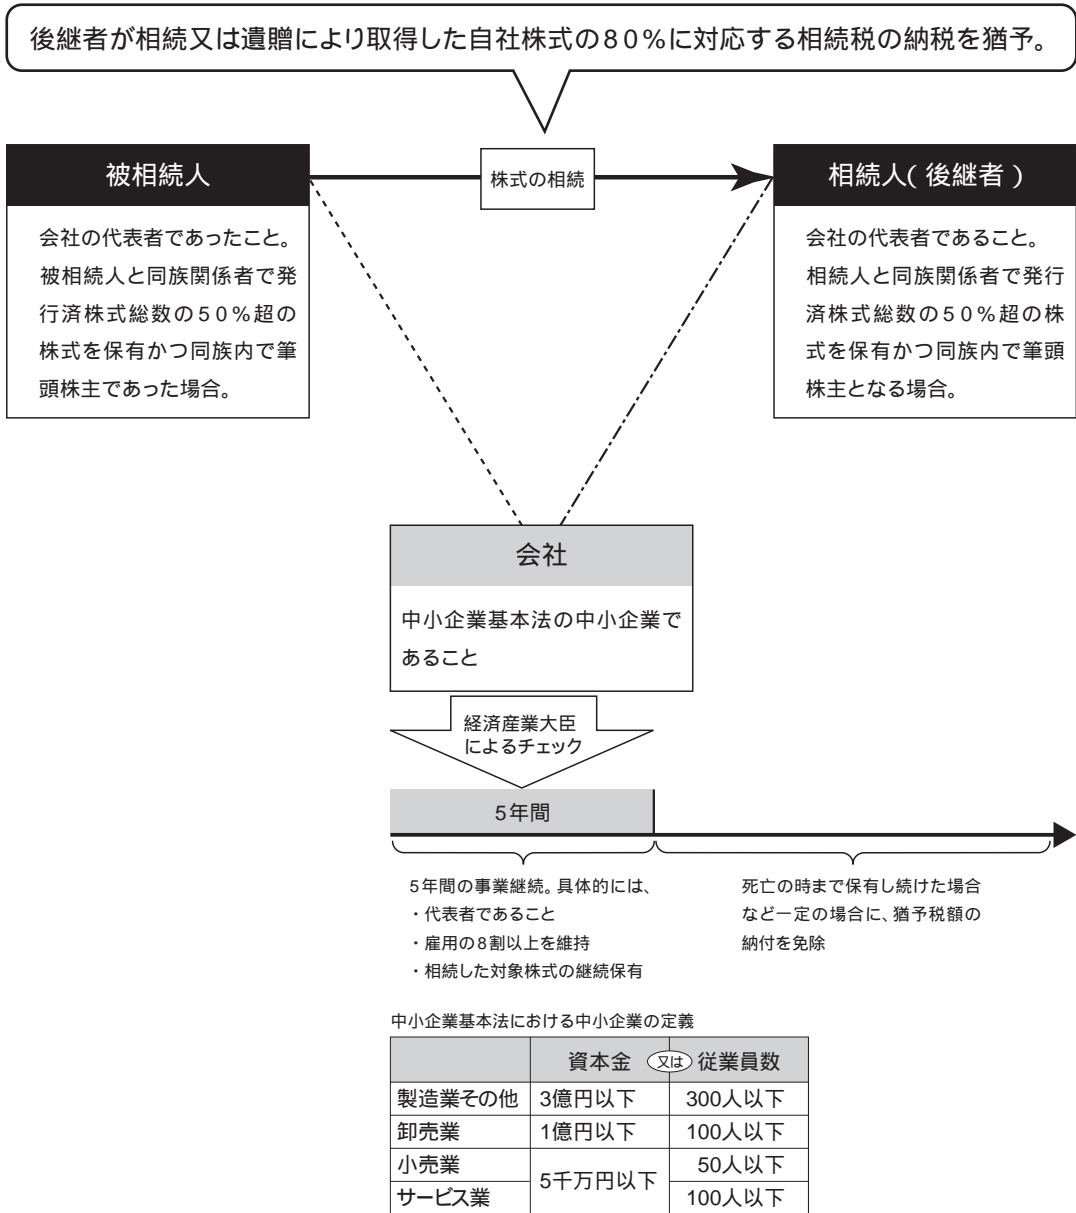 後継者が相続又は遺贈により取得した自社株式の80%に対応する相続税の納税を猶予。
被相続人
株式の相続
相続人(後継者)
会社の代表者であったこと。
被相続人と同族関係者で発
行済株式総数の50%超の
株式を保有かつ同族内で筆
頭株主であった場合。
会社の代表者であること。
相続人と同族関係者で発行
済株式総数の50%超の株
式を保有かつ同族内で筆頭
株主となる場合。
会社
中小企業基本法の中小企業で
あること
経済産業大臣
によるチェック
5年間
5年間の事業継続。具体的には、
・代表者であること
・雇用の8割以上を維持
・相続した対象株式の継続保有
死亡の時まで保有し続けた場合
など一定の場合に、猶予税額の
納付を免除
中小企業基本法における中小企業の定義
資本金 又は 従業員数
製造業その他 3億円以下 300人以下
卸売業 1億円以下 100人以下
小売業 5千万円以下 50人以下
サービス業 100人以下